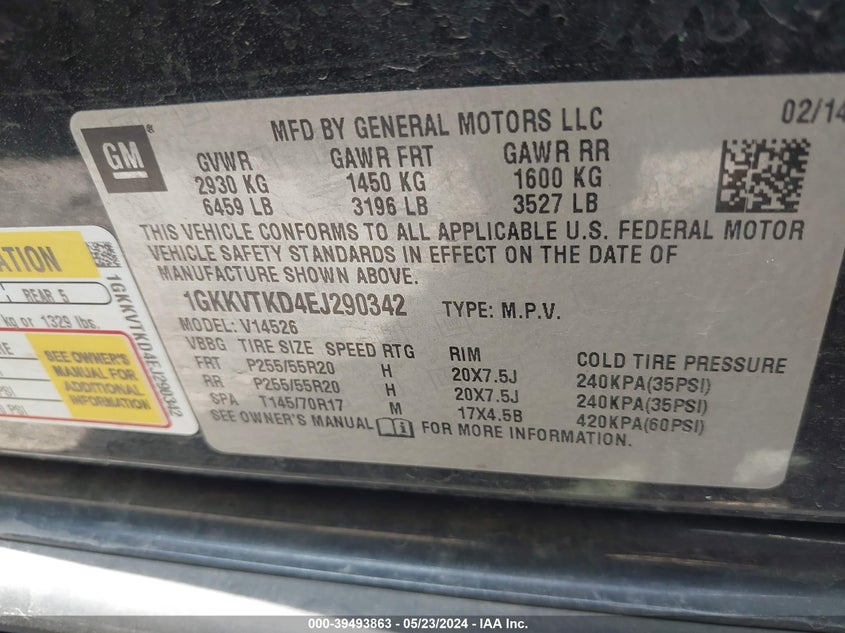 MFD BY GENERAL MOTORS LLC 02/14
GM ®
GVWR GAWR FRT GAWR RR
2930 KG 1450 KG 1600 KG
6459 LB 3196 LB 3527 LB
THIS VEHICLE CONFORMS TO ALL APPLICABLE U.S. FEDERAL MOTOR
VEHICLE SAFETY STANDARDS IN EFFECT ON THE DATE OF
MANUFACTURE SHOWN ABOVE.
1GKKVTKD4EJ290342 TYPE: M.P.V.
MODEL: V14526
VBBG TIRE SIZE SPEED RTG RIM COLD TIRE PRESSURE
FRT P255/55R20 H 20X7.5J 240KPA(35PSI)
RR P255/55R20 H 20X7.5J 240KPA(35PSI)
SPA T145/70R17 M 17X4.5B 420KPA(60PSI)
SEE OWNER'S MANUAL i FOR MORE INFORMATION.
ATION
REAR 5
kg or 1329 lbs.
SEE OWNER'S
MANUAL FOR
ADDITIONAL
INFORMATION
PSI
1GKKVTKD4EJ290342
000-39493863 - 05/23/2024 - IAA Inc.